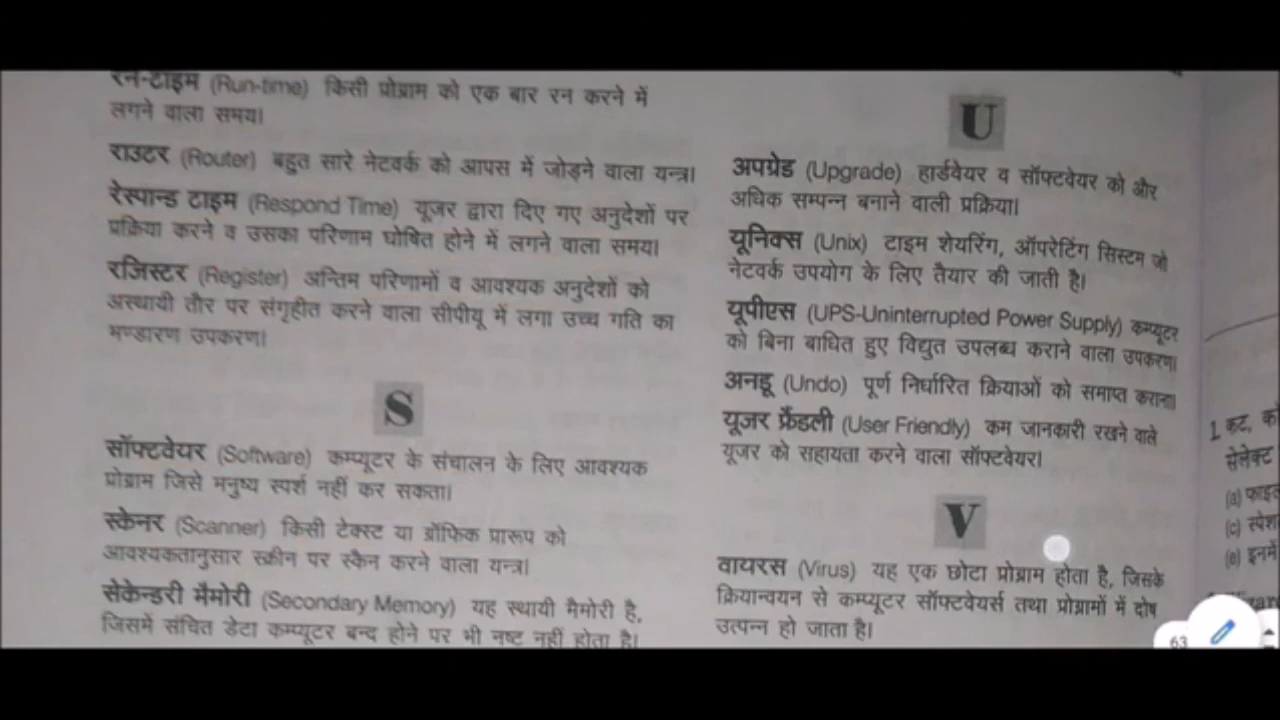 रन-टाइम (Run-time) किसी प्रोग्राम को एक बार रन करने में
लगने वाला समय।
राउटर (Router) बहुत सारे नेटवर्क को आपस में जोड़ने वाला यन्त्र।
रेस्पान्ड टाइम (Respond Time) यूजर द्वारा दिए गए अनुदेशों पर
प्रक्रिया करने व उसका परिणाम घोषित होने में लगने वाला समय।
रजिस्टर (Register) अन्तिम परिणामों व आवश्यक अनुदेशों को
अस्थायी तौर पर संगृहीत करने वाला सीपीयू में लगा उच्च गति का
भण्डारण उपकरण।
S
सॉफ्टवेयर (Software) कम्प्यूटर के संचालन के लिए आवश्यक
प्रोग्राम जिसे मनुष्य स्पर्श नहीं कर सकता।
स्केनर (Scanner) किसी टेक्स्ट या ग्रॉफिक प्रारूप को
आवश्यकतानुसार स्क्रीन पर स्कैन करने वाला यन्त्र।
सेकेन्डरी मैमोरी (Secondary Memory) यह स्थायी मैमोरी है,
जिसमें संचित डेटा कम्प्यूटर बन्द होने पर भी नष्ट नहीं होता है।
U
अपग्रेड (Upgrade) हार्डवेयर व सॉफ्टवेयर को और
अधिक सम्पन्न बनाने वाली प्रक्रिया।
यूनिक्स (Unix) टाइम शेयरिंग, ऑपरेटिंग सिस्टम जो
नेटवर्क उपयोग के लिए तैयार की जाती है।
यूपीएस (UPS-Uninterrupted Power Supply) कम्प्यूटर
को बिना बाधित हुए विद्युत उपलब्ध कराने वाला उपकरण।
अनडू (Undo) पूर्ण निर्धारित क्रियाओं को समाप्त कराना।
यूजर फ्रैंडली (User Friendly) कम जानकारी रखने वाले
यूजर को सहायता करने वाला सॉफ्टवेयर।
V
वायरस (Virus) यह एक छोटा प्रोग्राम होता है, जिसके
क्रियान्वयन से कम्प्यूटर सॉफ्टवेयर्स तथा प्रोग्रामों में दोष
उत्पन्न हो जाता है।
1 कट,
सेलेक्ट
(a)
(c)
(e) इनमें
63